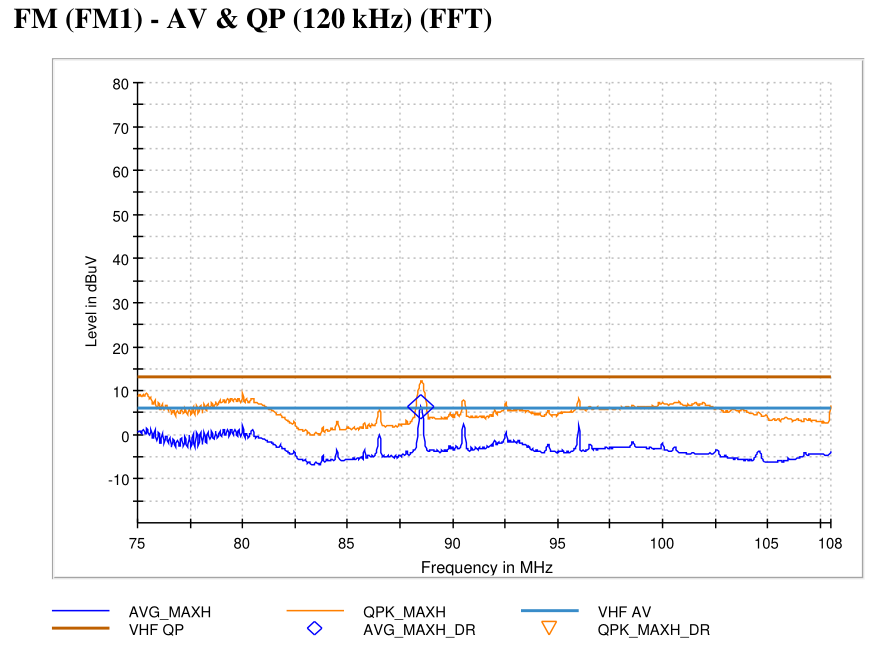 FM (FM1) - AV & QP (120 kHz) (FFT)
80
70
60
50
40
30
20
10
0
-10
Level in dBuV
75 80 85 90 95 100 105 108
Frequency in MHz
AVG_MAXH QPK_MAXH VHF AV
VHF QP AVG_MAXH_DR QPK_MAXH_DR